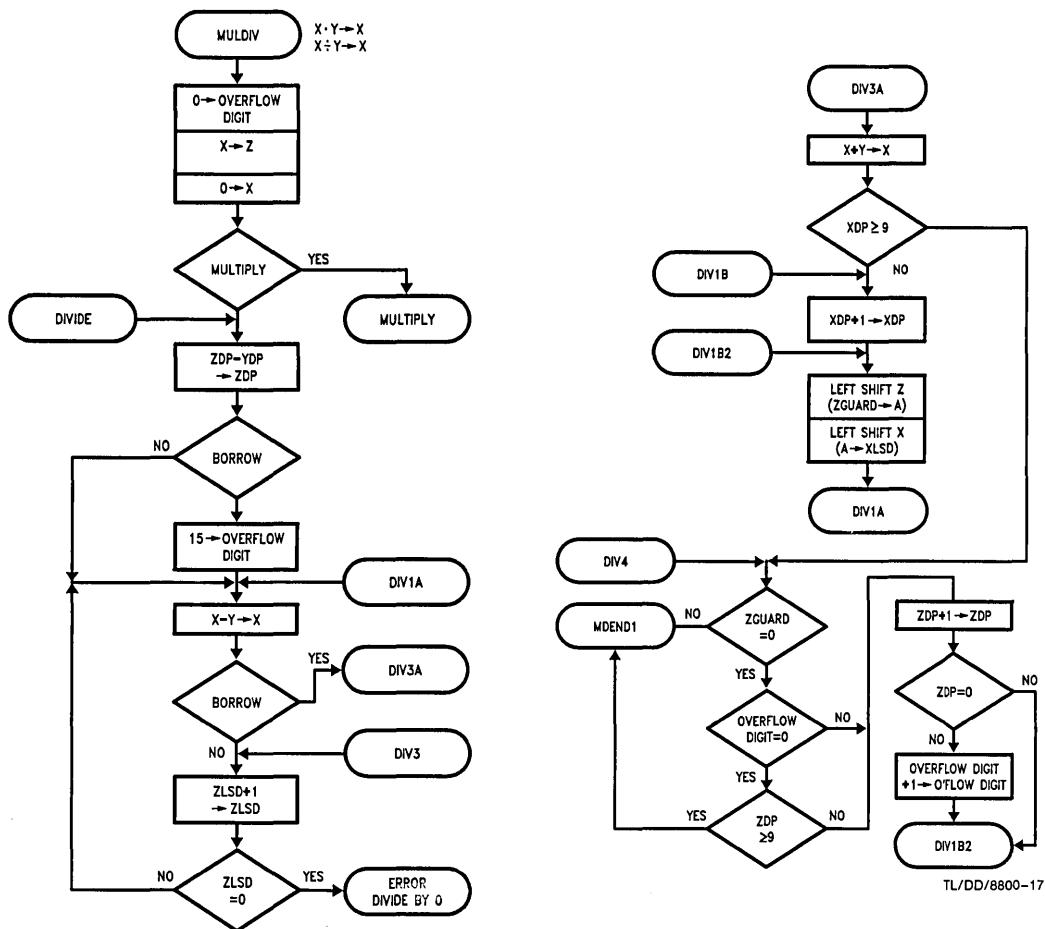 MULDIV
X·Y→X
X÷Y→X
0→OVERFLOW
DIGIT
X→Z
0→X
MULTIPLY
YES
MULTIPLY
DIVIDE
ZDP-YDP
→ZDP
BORROW
NO
15→OVERFLOW
DIGIT
DIV1A
X-Y→X
BORROW
YES
DIV3A
NO
DIV3
ZLSD+1
→ZLSD
ZLSD
=0
NO
YES
ERROR
DIVIDE BY 0
DIV3A
X+Y→X
XDP≥9
NO
DIV1B
XDP+1→XDP
DIV1B2
LEFT SHIFT Z
(ZGUARD→A)
LEFT SHIFT X
(A→XLSD)
DIV1A
DIV4
ZGUARD
=0
NO
MDEND1
YES
OVERFLOW
DIGIT=0
NO
YES
ZDP
≥9
YES
NO
ZDP+1→ZDP
ZDP=0
NO
NO
OVERFLOW DIGIT
+1→O'FLOW DIGIT
DIV1B2
TL/DD/8800-17